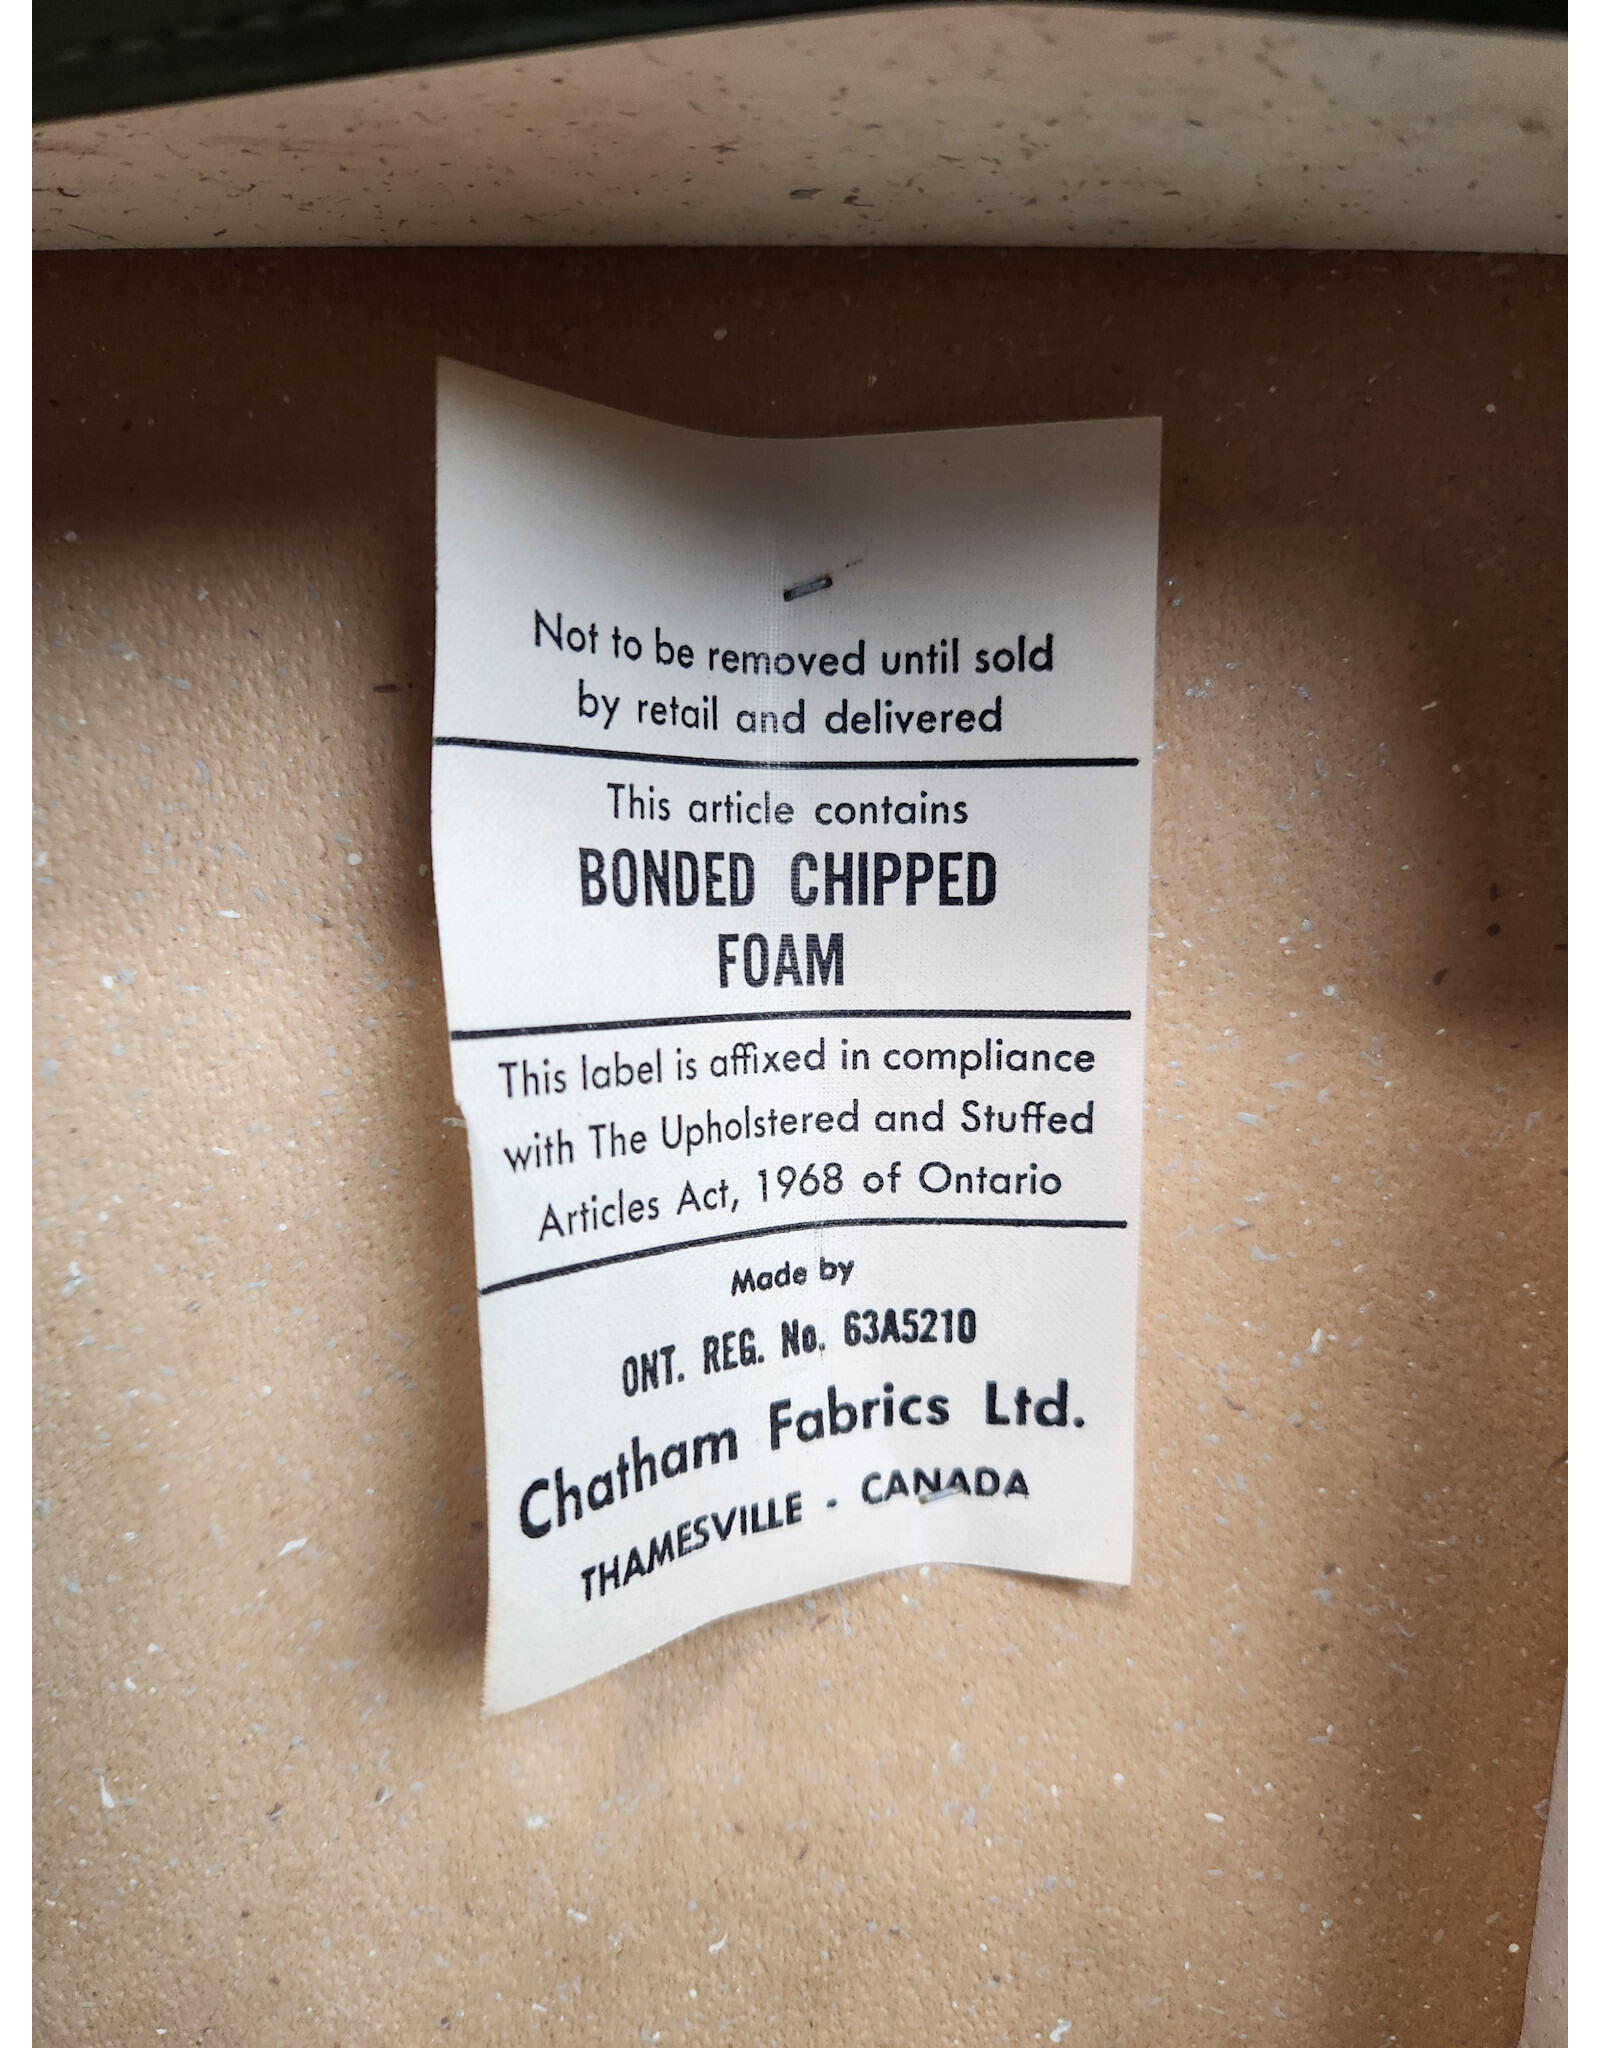 Not to be removed until sold
by retail and delivered
This article contains
BONDED CHIPPED
FOAM
This label is affixed in compliance
with The Upholstered and Stuffed
Articles Act, 1968 of Ontario
Made by
ONT. REG. No. 63A5210
Chatham Fabrics Ltd.
THAMESVILLE - CANADA